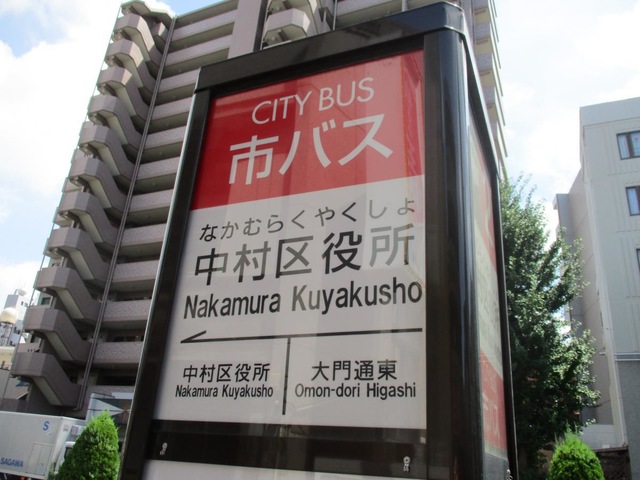 CITY BUS
市バス
なかむらくやくしょ
中村区役所
Nakamura Kuyakusho
中村区役所
Nakamura Kuyakusho
大門通東
Omon-dori Higashi
S
SAGAWA